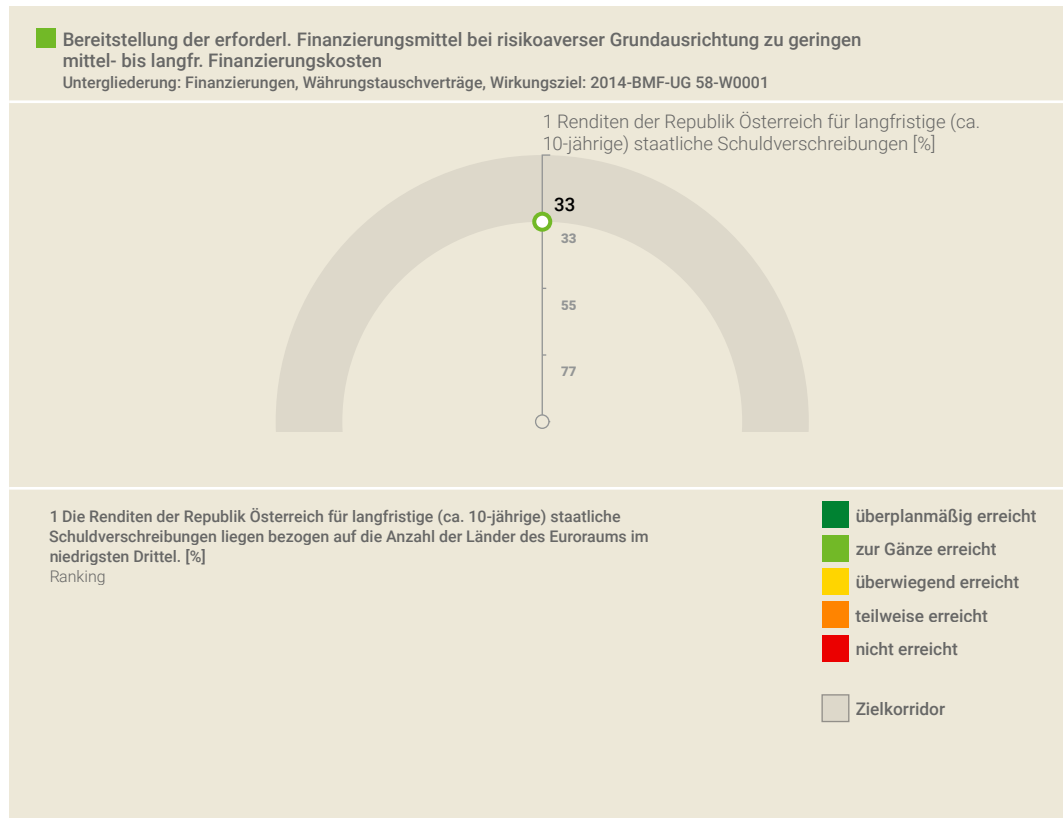 Bereitstellung der erforderl. Finanzierungsmittel bei risikoaverser Grundausrichtung zu geringen
mittel- bis langfr. Finanzierungskosten
Untergliederung: Finanzierungen, Währungstauschverträge, Wirkungsziel: 2014-BMF-UG 58-W0001
1 Renditen der Republik Österreich für langfristige (ca.
10-jährige) staatliche Schuldverschreibungen [%]
33
33
55
77
1 Die Renditen der Republik Österreich für langfristige (ca. 10-jährige) staatliche
Schuldverschreibungen liegen bezogen auf die Anzahl der Länder des Euroraums im
niedrigsten Drittel. [%]
Ranking
überplanmäßig erreicht
zur Gänze erreicht
überwiegend erreicht
teilweise erreicht
nicht erreicht
Zielkorridor